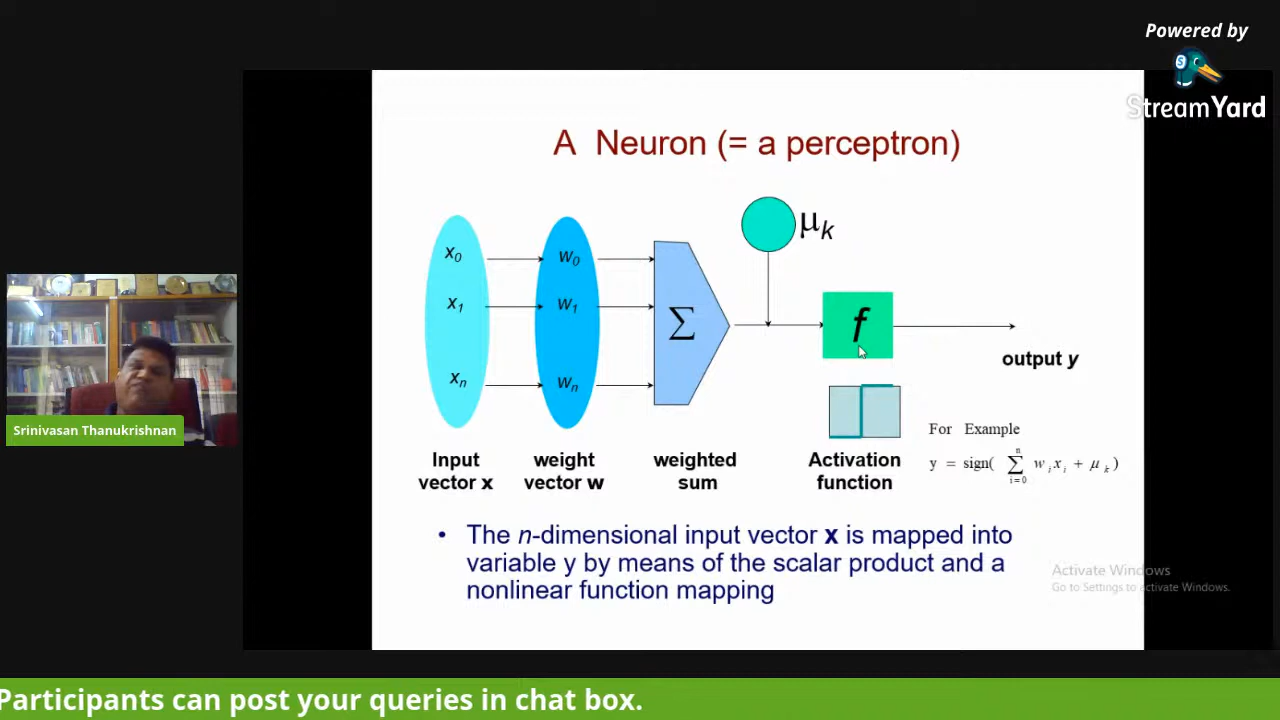 Powered by
StreamYard
A Neuron (= a perceptron)
μk
x0
w0
x1
w1
Σ
f
xn
wn
output y
Srinivasan Thanukrishnan
For Example
y = sign( n Σ i=0 w i x i + μ k )
Input vector x
weight vector w
weighted sum
Activation function
• The n-dimensional input vector x is mapped into
variable y by means of the scalar product and a
nonlinear function mapping
Activate Windows
Go to Settings to activate Windows.
Participants can post your queries in chat box.